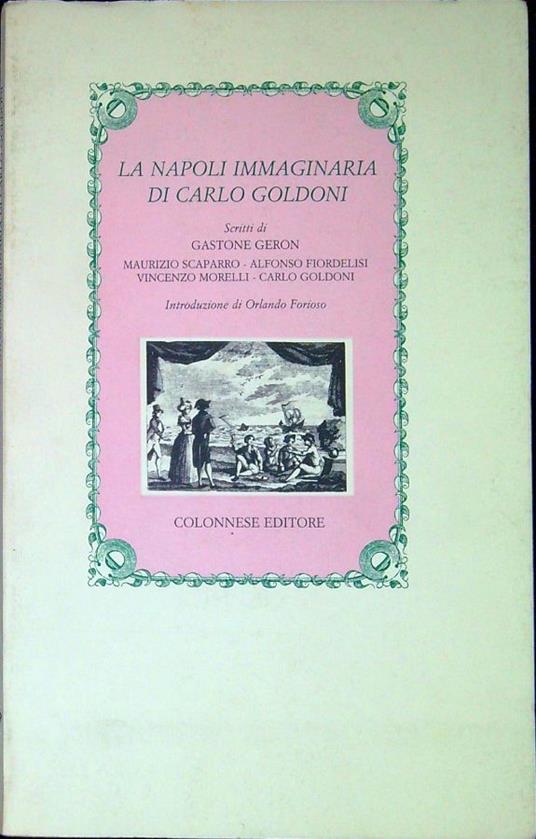 LA NAPOLI IMMAGINARIA
DI CARLO GOLDONI
Scritti di
GASTONE GERON
MAURIZIO SCAPARRO - ALFONSO FIORDELISI
VINCENZO MORELLI - CARLO GOLDONI
Introduzione di Orlando Forioso
COLONNESE EDITORE